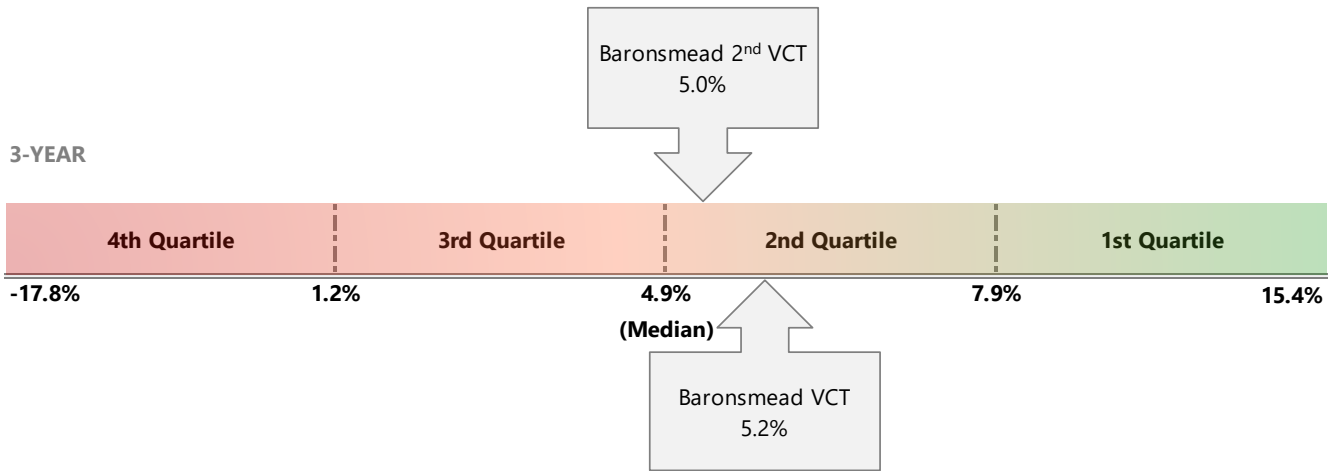 Baronsmead 2nd VCT
5.0%
3-YEAR
4th Quartile 3rd Quartile 2nd Quartile 1st Quartile
-17.8% 1.2% 4.9% 7.9% 15.4%
(Median)
Baronsmead VCT
5.2%